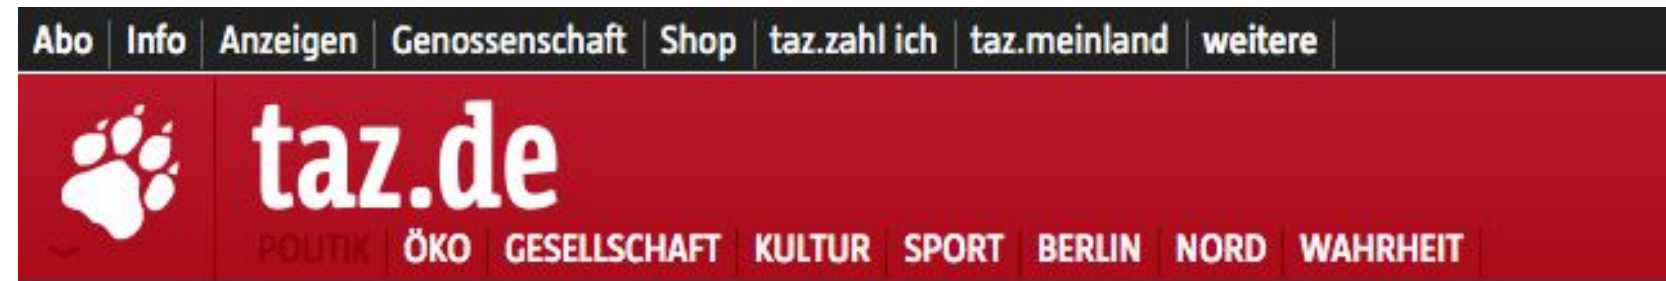 Abo Info Anzeigen Genossenschaft Shop taz.zahl ich taz.meinland weitere
taz.de
POLITIK ÖKO GESELLSCHAFT KULTUR SPORT BERLIN NORD WAHRHEIT